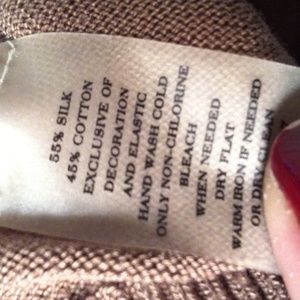 55% SILK
45% COTTON
EXCLUSIVE OF
DECORATION
AND ELASTIC
HAND WASH COLD
ONLY NON-CHLORINE
BLEACH
WHEN NEEDED
DRY FLAT
WARM IRON IF NEEDED
OR DRY CLEAN